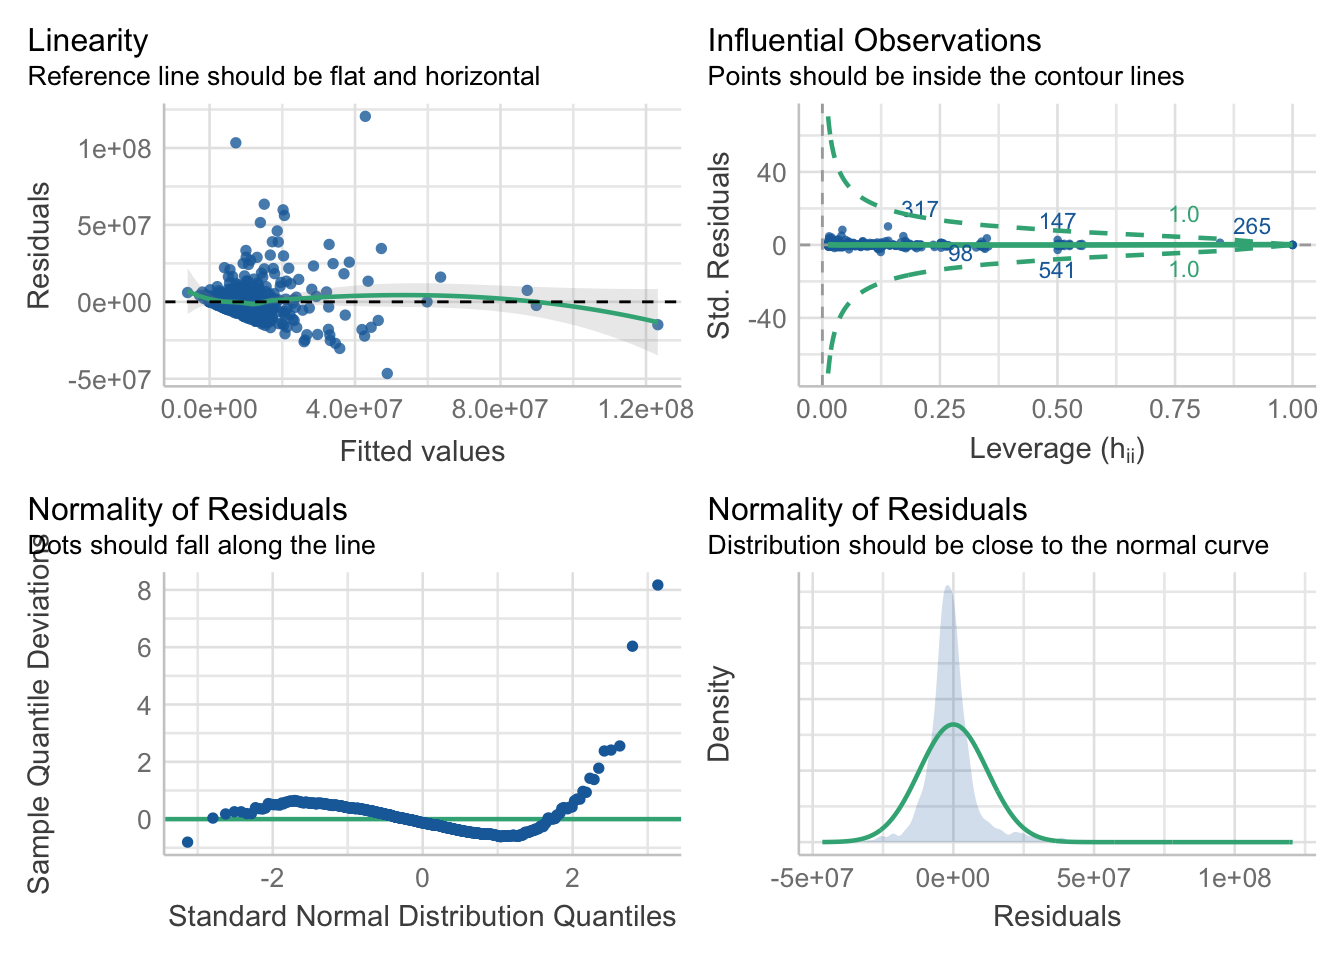 Linearity
Reference line should be flat and horizontal
Residuals
1e+08
5e+07
0e+00
-5e+07
0.0e+00 4.0e+07 8.0e+07 1.2e+08
Fitted values
Influential Observations
Points should be inside the contour lines
Std. Residuals
40
0
-40
317
147
1.0
265
98
541
1.0
0.00 0.25 0.50 0.75 1.00
Leverage (hii)
Normality of Residuals
Dots should fall along the line
Sample Quantile Deviations
8
6
4
2
0
-2 0 2
Standard Normal Distribution Quantiles
Normality of Residuals
Distribution should be close to the normal curve
Density
-5e+07 0e+00 5e+07 1e+08
Residuals